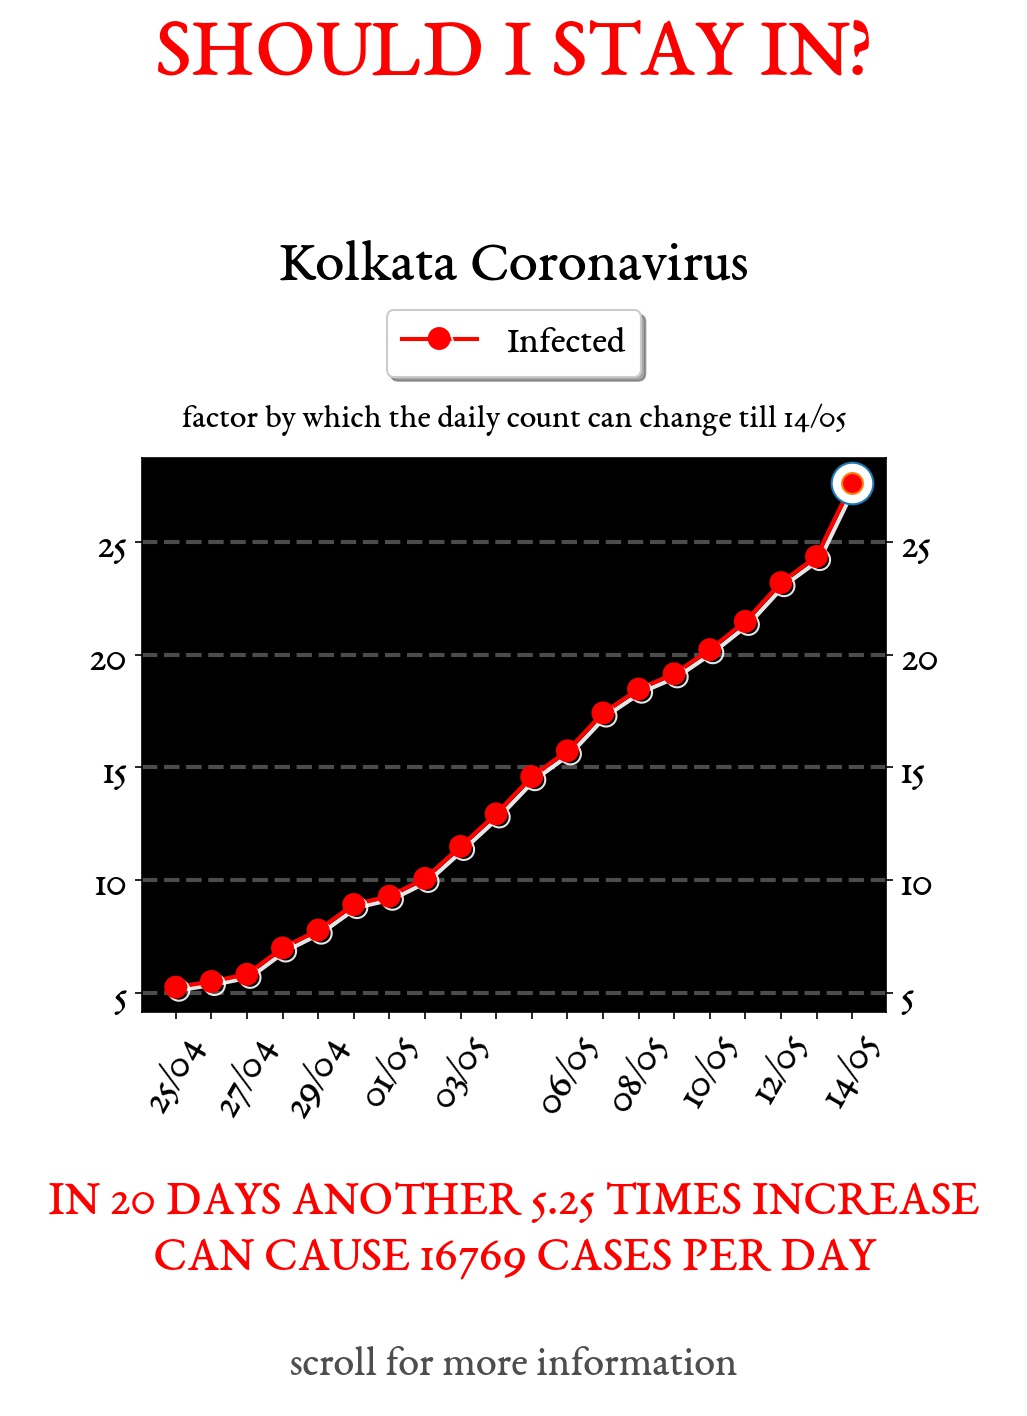 SHOULD I STAY IN?
Kolkata Coronavirus
Infected
factor by which the daily count can change till 14/05
25 25
20 20
15 15
10 10
5 5
25/04 27/04 29/04 01/05 03/05 06/05 08/05 10/05 12/05 14/05
IN 20 DAYS ANOTHER 5.25 TIMES INCREASE
CAN CAUSE 16769 CASES PER DAY
scroll for more information